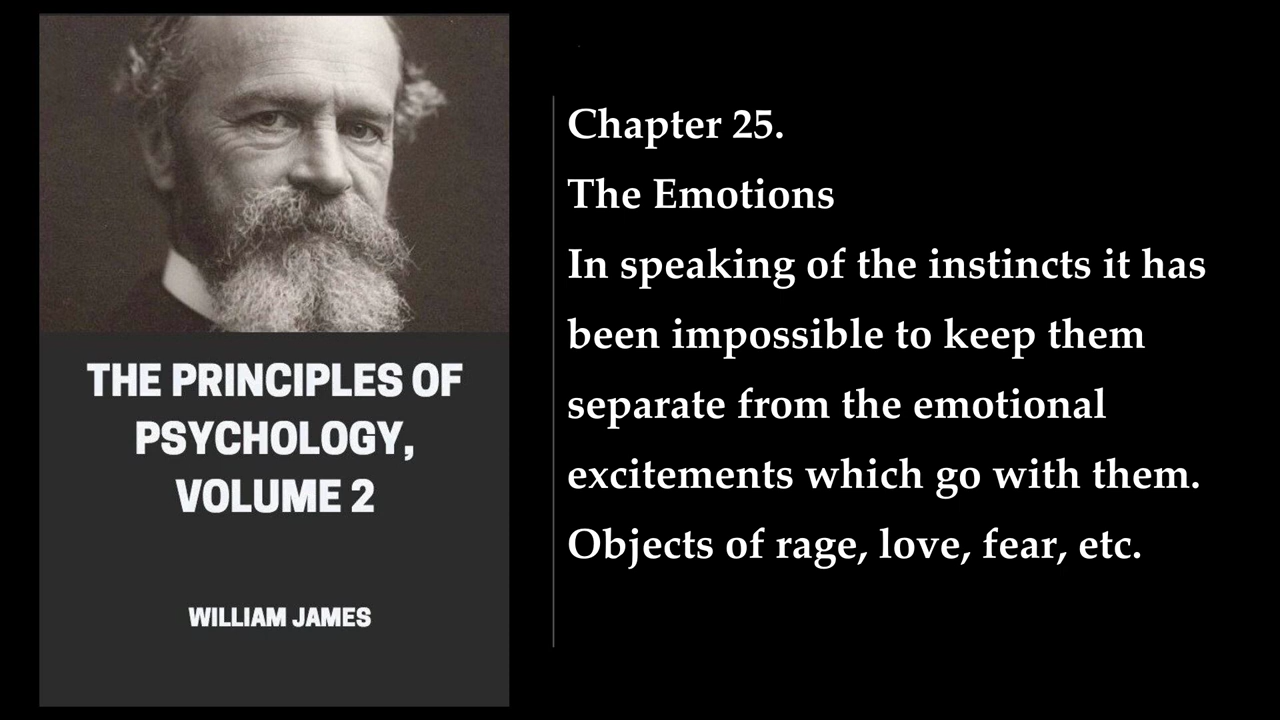 THE PRINCIPLES OF
PSYCHOLOGY,
VOLUME 2
WILLIAM JAMES
Chapter 25.
The Emotions
In speaking of the instincts it has
been impossible to keep them
separate from the emotional
excitements which go with them.
Objects of rage, love, fear, etc.